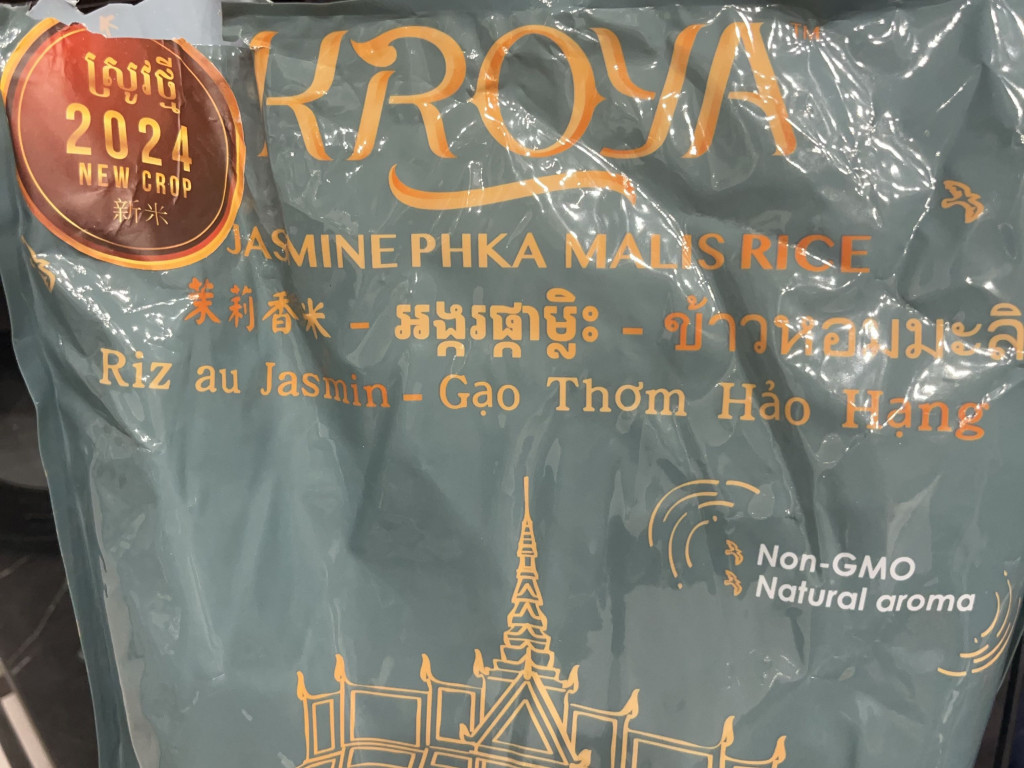 KROYA™
ស្រូវថ្មី
2024
NEW CROP
新米
JASMINE PHKA MALIS RICE
茉莉香米 - អង្ករផ្កាម្លិះ - ข้าวหอมมะลิ
Riz au Jasmin - Gạo Thơm Hảo Hạng
Non-GMO
Natural aroma